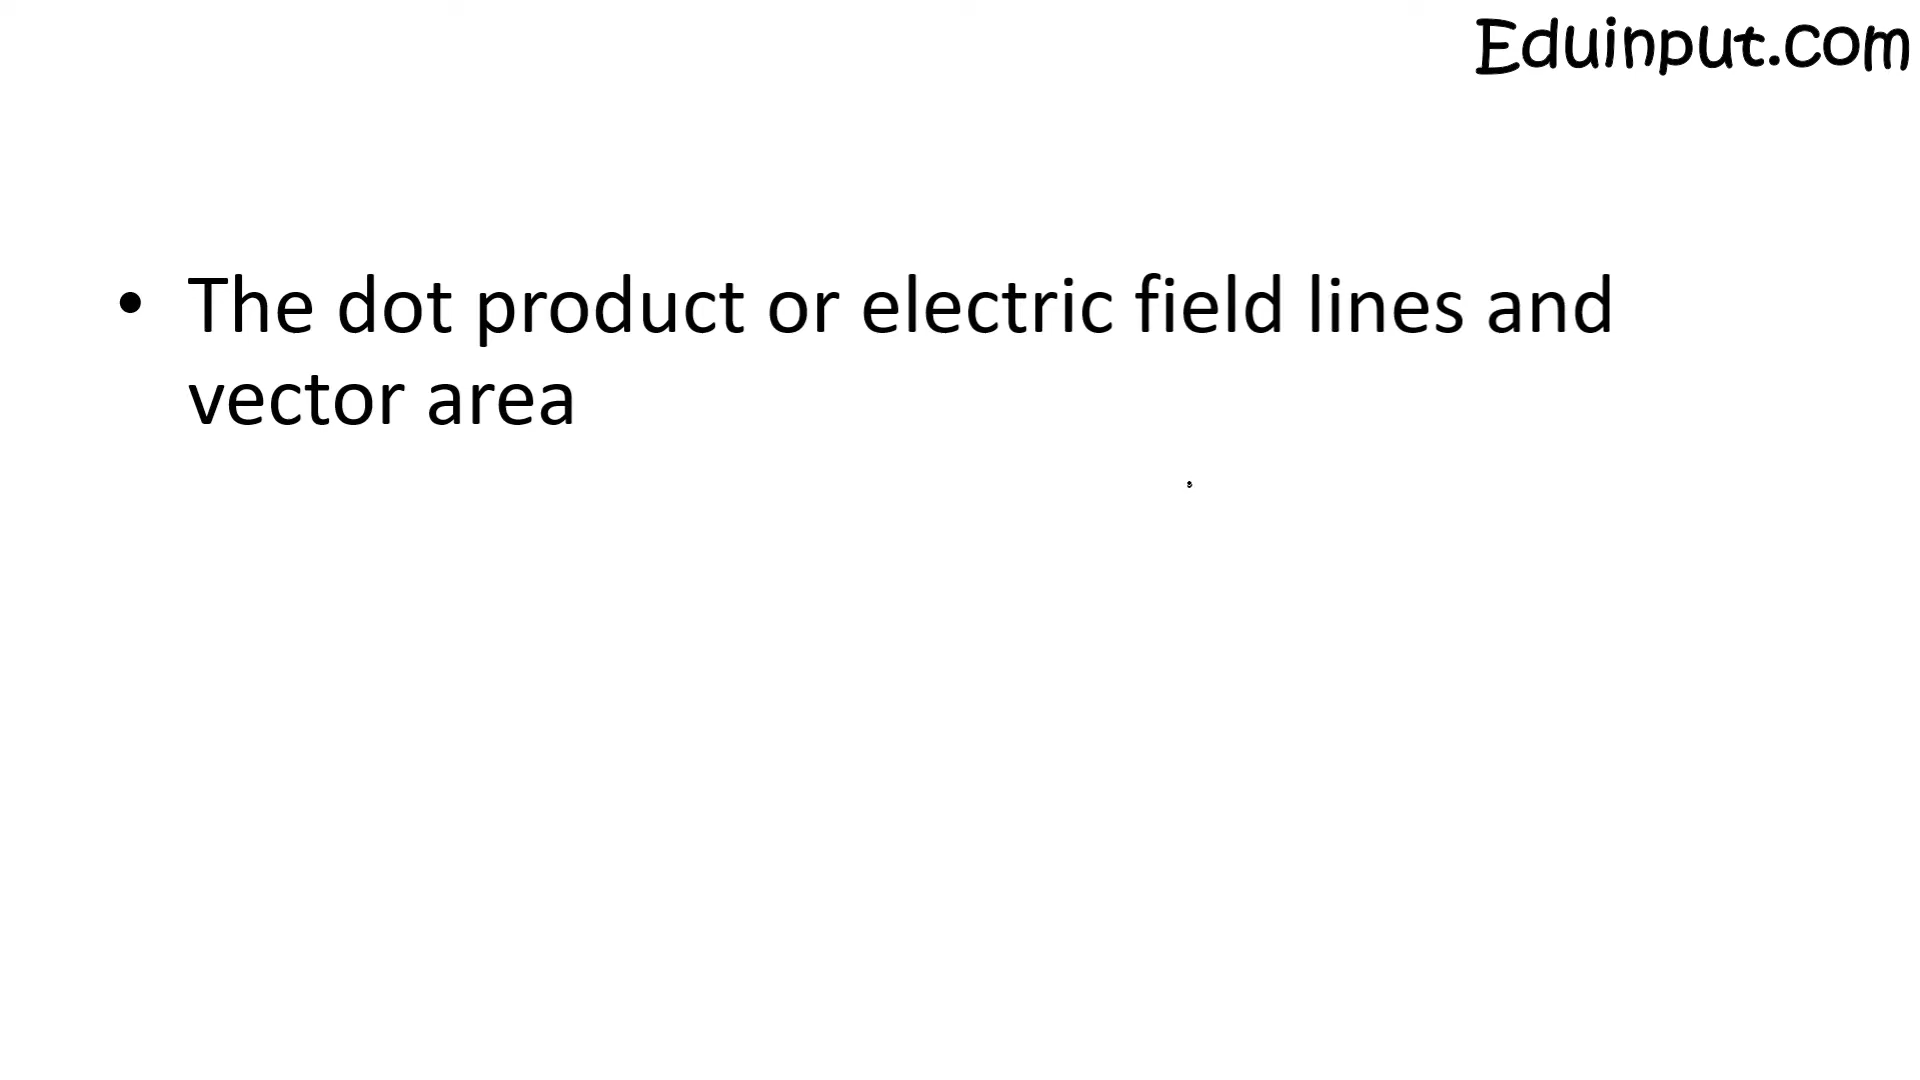 Eduinput.com
• The dot product or electric field lines and
vector area